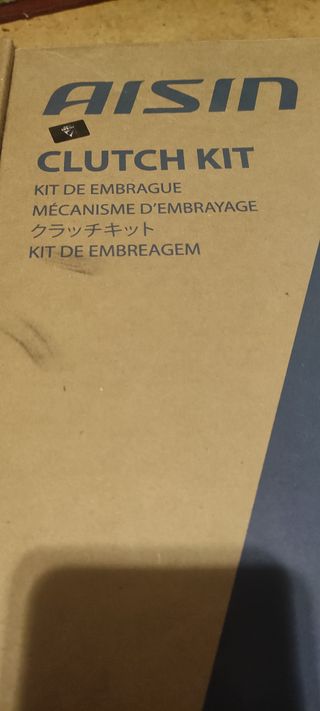 AISIN
CLUTCH KIT
KIT DE EMBRAGUE
MÉCANISME D'EMBRAYAGE
クラッチキット
KIT DE EMBREAGEM